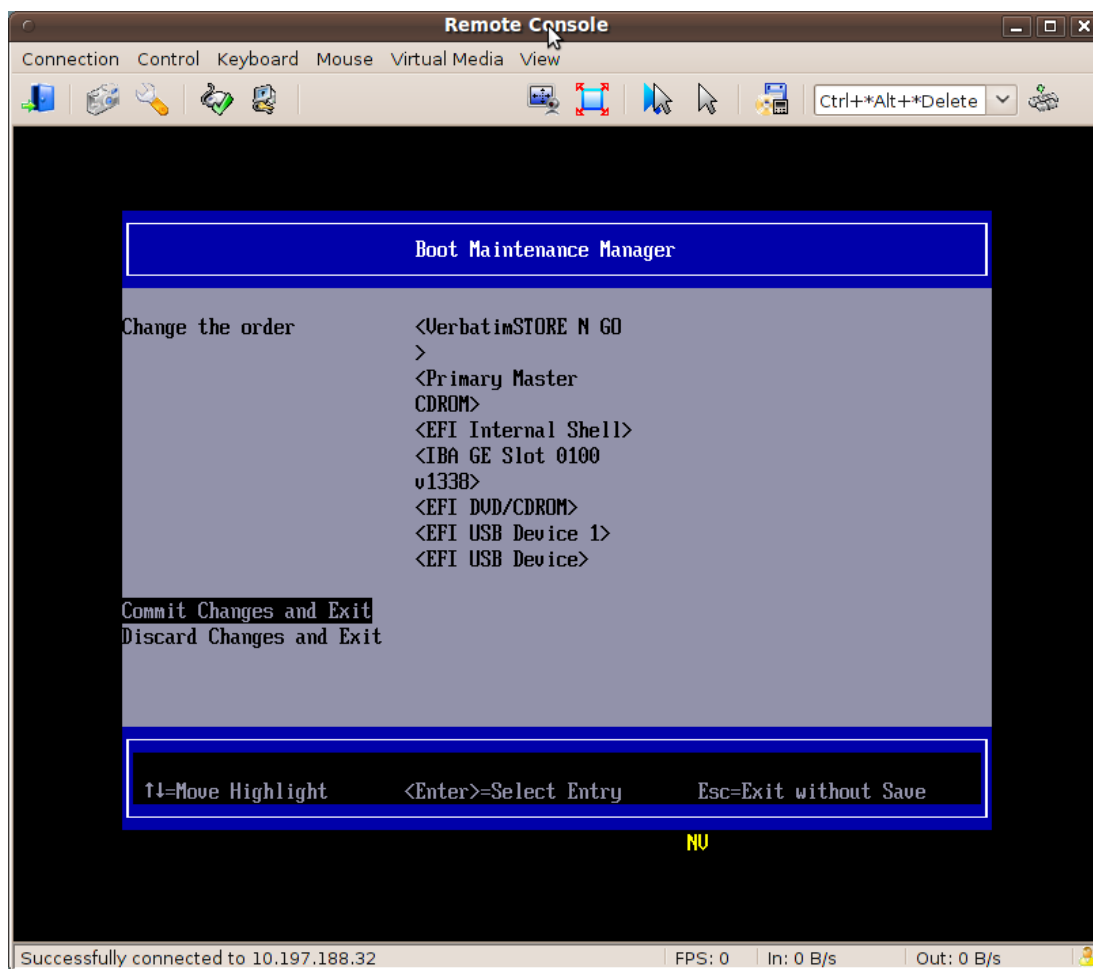 Remote Console
Connection Control Keyboard Mouse Virtual Media View
Ctrl+*Alt+*Delete
Boot Maintenance Manager
Change the order <VerbatimSTORE N GO
>
<Primary Master
CDROM>
<EFI Internal Shell>
<IBA GE Slot 0100
v1338>
<EFI DVD/CDROM>
<EFI USB Device 1>
<EFI USB Device>
Commit Changes and Exit
Discard Changes and Exit
↑↓=Move Highlight <Enter>=Select Entry Esc=Exit without Save
NV
Successfully connected to 10.197.188.32 FPS: 0 In: 0 B/s Out: 0 B/s